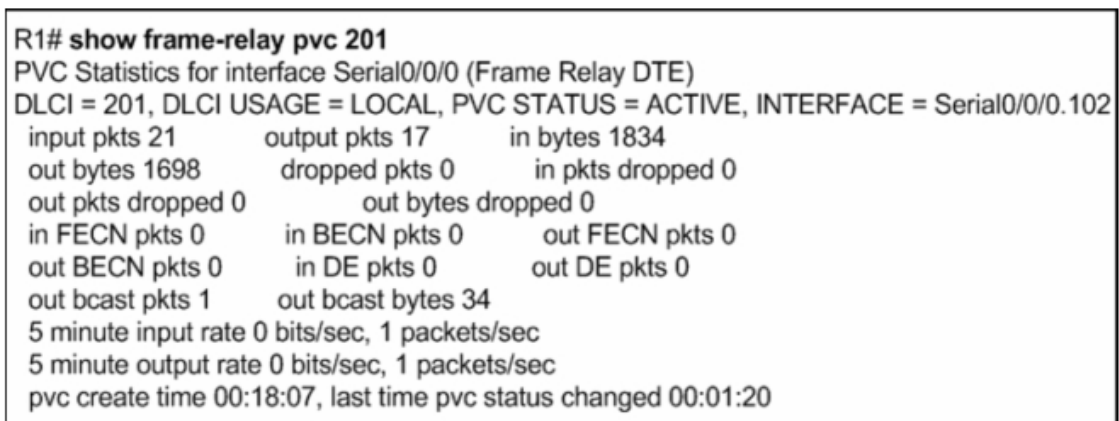 R1# show frame-relay pvc 201
PVC Statistics for interface Serial0/0/0 (Frame Relay DTE)
DLCI = 201, DLCI USAGE = LOCAL, PVC STATUS = ACTIVE, INTERFACE = Serial0/0/0.102
input pkts 21 output pkts 17 in bytes 1834
out bytes 1698 dropped pkts 0 in pkts dropped 0
out pkts dropped 0 out bytes dropped 0
in FECN pkts 0 in BECN pkts 0 out FECN pkts 0
out BECN pkts 0 in DE pkts 0 out DE pkts 0
out bcast pkts 1 out bcast bytes 34
5 minute input rate 0 bits/sec, 1 packets/sec
5 minute output rate 0 bits/sec, 1 packets/sec
pvc create time 00:18:07, last time pvc status changed 00:01:20